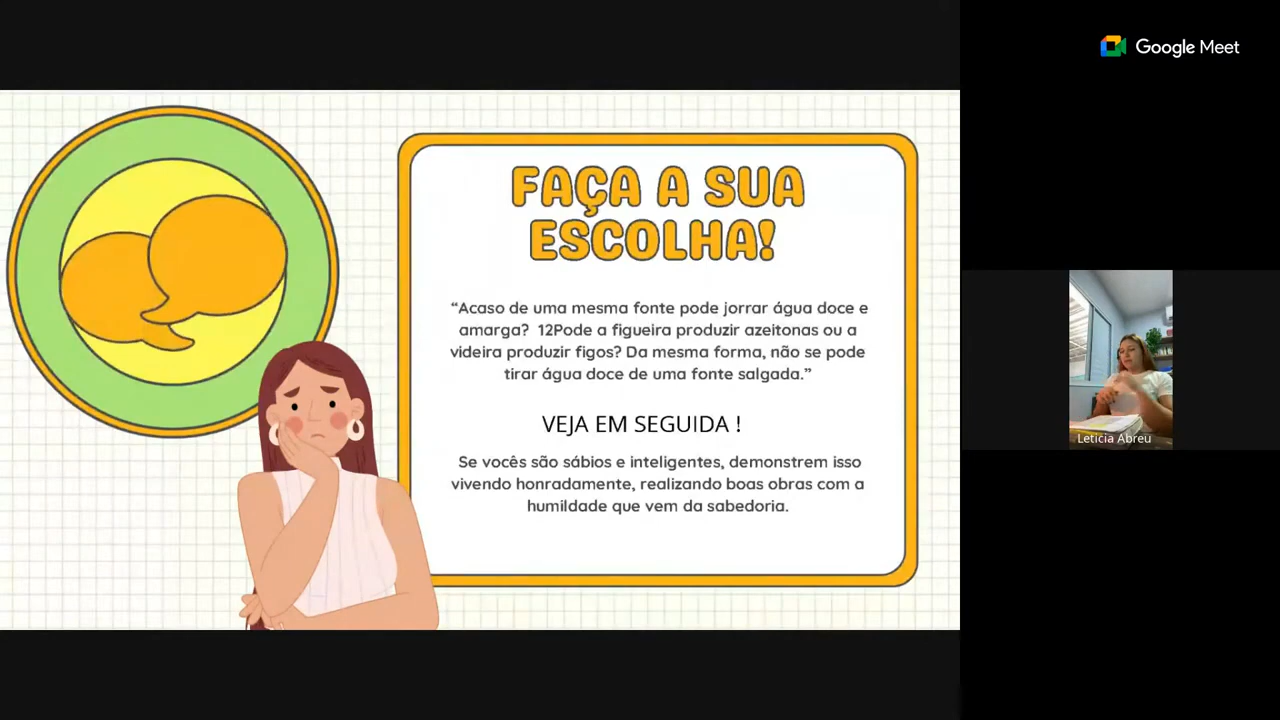 Google Meet
FAÇA A SUA
ESCOLHA!
“Acaso de uma mesma fonte pode jorrar água doce e
amarga?  12Pode a figueira produzir azeitonas ou a
videira produzir figos? Da mesma forma, não se pode
tirar água doce de uma fonte salgada.”
VEJA EM SEGUIDA !
Se vocês são sábios e inteligentes, demonstrem isso
vivendo honradamente, realizando boas obras com a
humildade que vem da sabedoria.
Leticia Abreu